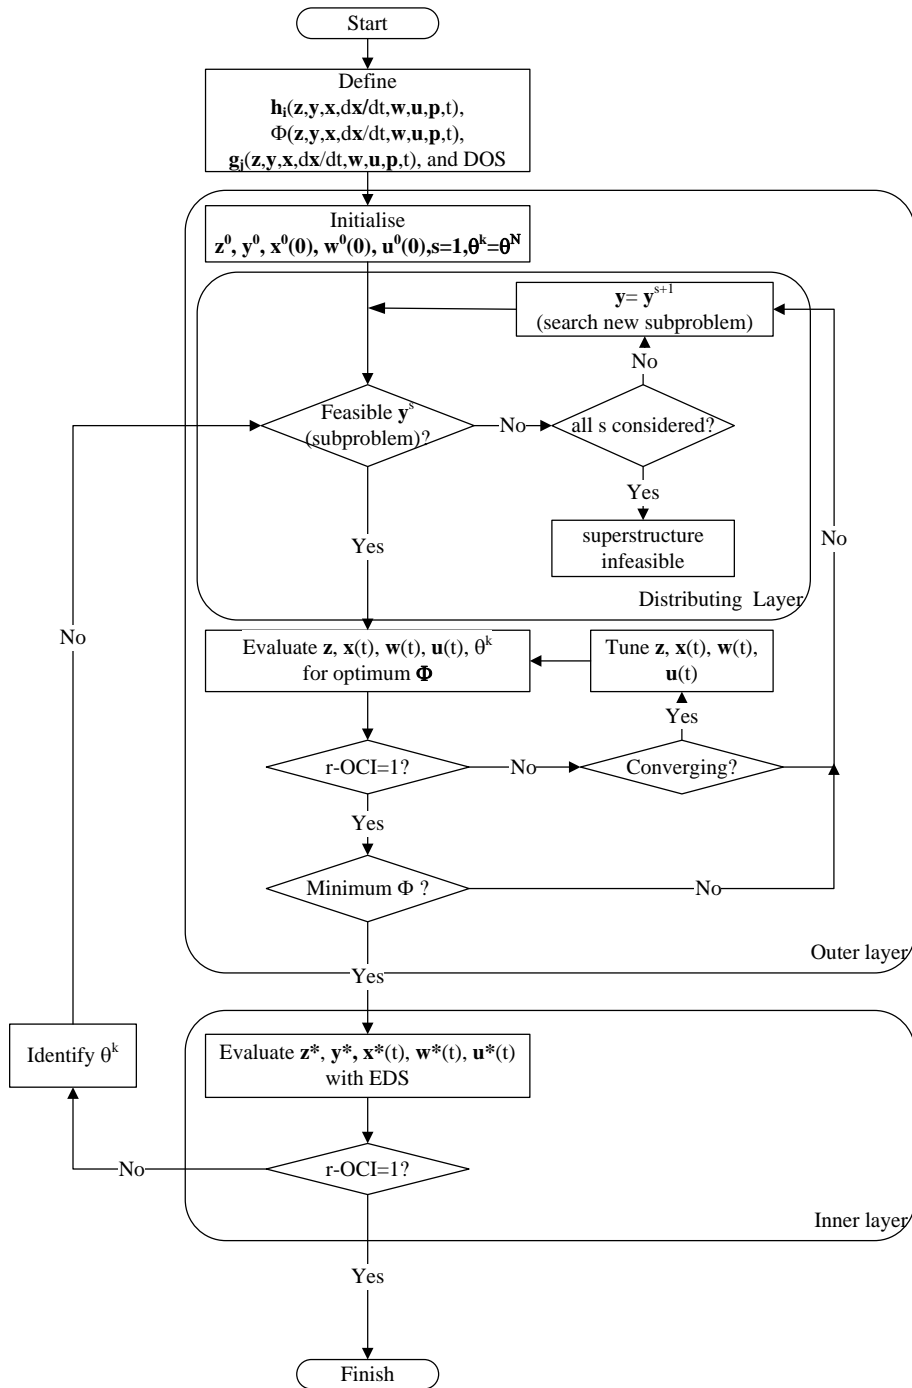 Start
Define
hᵢ(z,y,x,dx/dt,w,u,p,t),
Φ(z,y,x,dx/dt,w,u,p,t),
gⱼ(z,y,x,dx/dt,w,u,p,t), and DOS
Initialise
z⁰, y⁰, x⁰(0), w⁰(0), u⁰(0),s=1,θᵏ=θᴺ
y= yˢ⁺¹
(search new subproblem)
No
Feasible yˢ
(subproblem)?
No
all s considered?
Yes
Yes
superstructure
infeasible
No
Distributing Layer
No
Evaluate z, x(t), w(t), u(t), θᵏ
for optimum Φ
Tune z, x(t), w(t),
u(t)
Yes
r-OCI=1?
No
Converging?
Yes
Minimum Φ ?
No
Outer layer
Yes
Identify θᵏ
Evaluate z*, y*, x*(t), w*(t), u*(t)
with EDS
No
r-OCI=1?
Inner layer
Yes
Finish